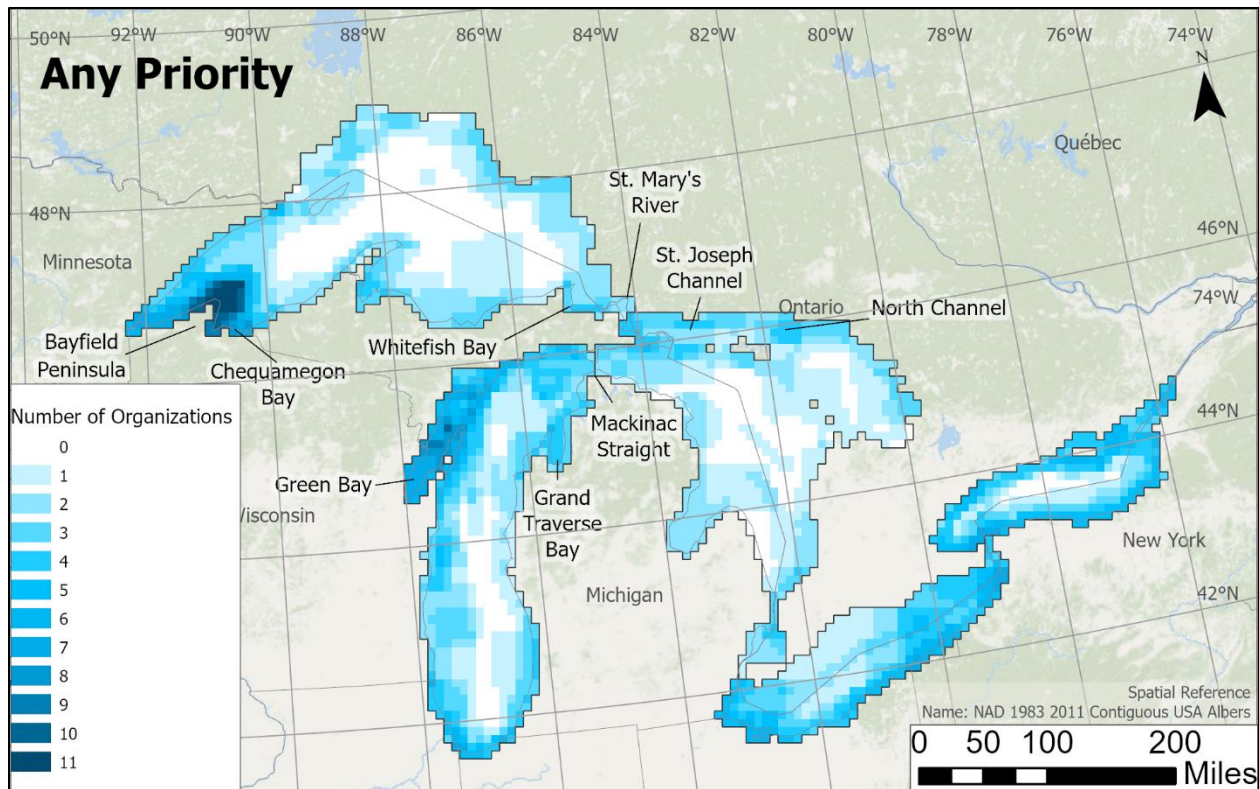 92°W 90°W 88°W 86°W 84°W 82°W 80°W 78°W 76°W 74°W
50°N
Any Priority
N
Québec
St. Mary's
River
48°N
46°N
St. Joseph
Channel
Minnesota
74°W
Ontario
North Channel
Bayfield
Peninsula
Whitefish Bay
Chequamegon
Bay
Number of Organizations
0
1
2
3
4
5
6
7
8
9
10
11
Mackinac
Straight
44°N
Green Bay
Grand
Traverse
Bay
Wisconsin
New York
Michigan
42°N
Spatial Reference
Name: NAD 1983 2011 Contiguous USA Albers
0 50 100 200
Miles